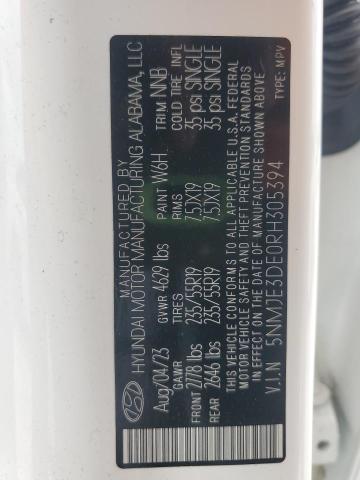 MANUFACTURED BY
HYUNDAI MOTOR MANUFACTURING ALABAMA, LLC
Aug/04/23 GVWR 4629 lbs PAINT W6H TRIM NNB
GAWR TIRES RIMS COLD TIRE INFL
FRONT 2778 lbs 235/55R19 7.5JX19 35 psi SINGLE
REAR 2646 lbs 235/55R19 7.5JX19 35 psi SINGLE
THIS VEHICLE CONFORMS TO ALL APPLICABLE U.S.A. FEDERAL
MOTOR VEHICLE SAFETY AND THEFT PREVENTION STANDARDS
IN EFFECT ON THE DATE OF MANUFACTURE SHOWN ABOVE.
V.I.N 5NMJE3DE0RH305394 TYPE: MPV